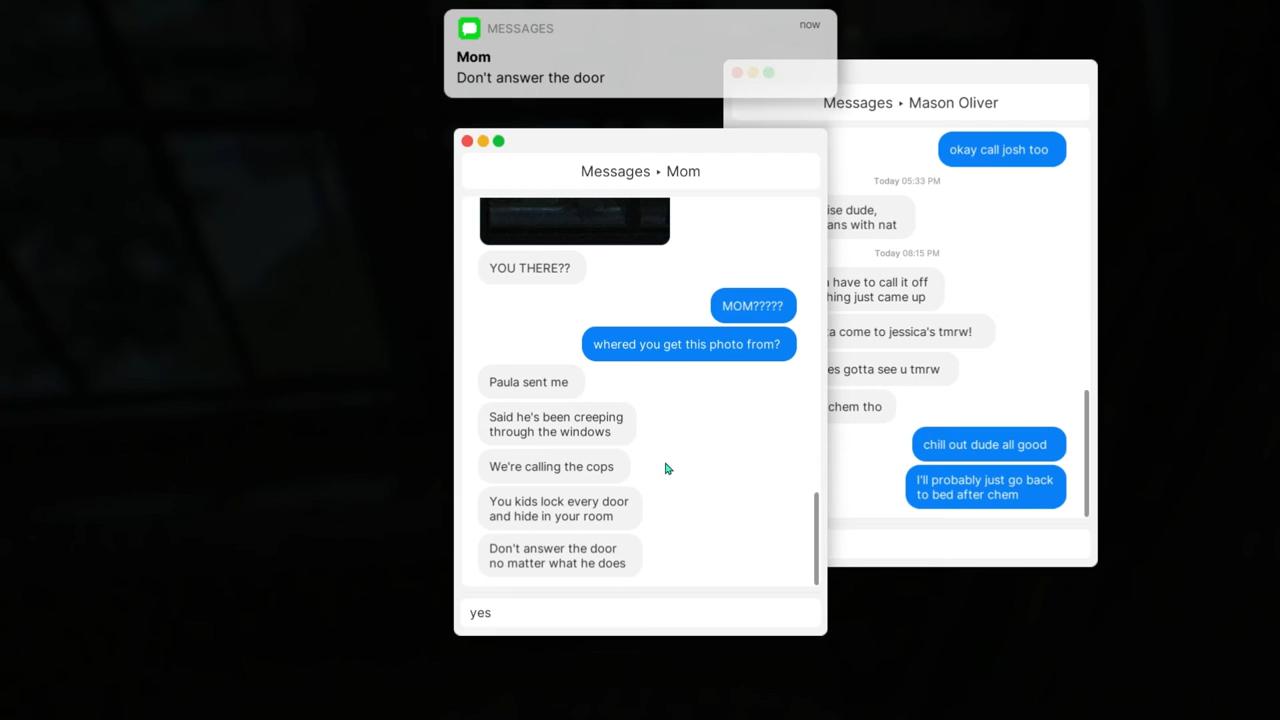 MESSAGES
now
Mom
Don't answer the door
Messages ▸ Mason Oliver
okay call josh too
Today 05:33 PM
dude,
with nat
Today 08:15 PM
have to call it off
just came up
come to jessica's tmrw!
gotta see u tmrw
chem tho
chill out dude all good
I'll probably just go back
to bed after chem
Messages ▸ Mom
YOU THERE??
MOM?????
whered you get this photo from?
Paula sent me
Said he's been creeping
through the windows
We're calling the cops
You kids lock every door
and hide in your room
Don't answer the door
no matter what he does
yes